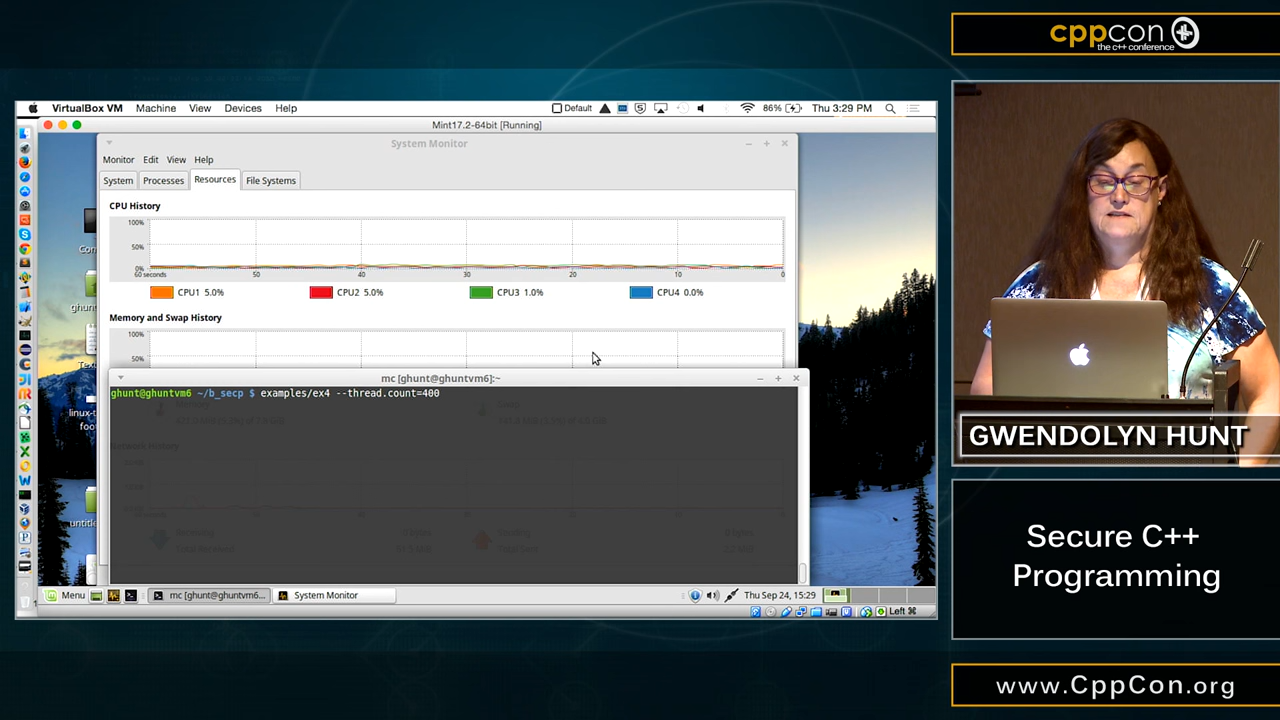 cppcon
the c++ conference
VirtualBox VM Machine View Devices Help
Default
86%
Thu 3:29 PM
Mint17.2-64bit [Running]
System Monitor
Monitor Edit View Help
System Processes Resources File Systems
CPU History
100%
50%
0%
60 seconds 50 40 30 20 10 0
CPU1 5.0% CPU2 5.0% CPU3 1.0% CPU4 0.0%
Memory and Swap History
100%
50%
mc [ghunt@ghuntvm6]:~
ghunt@ghuntvm6 ~/b_secp $ examples/ex4 --thread.count=400
Menu mc [ghunt@ghuntvm6... System Monitor Thu Sep 24, 15:29
Left ⌘
GWENDOLYN HUNT
Secure C++
Programming
www.CppCon.org